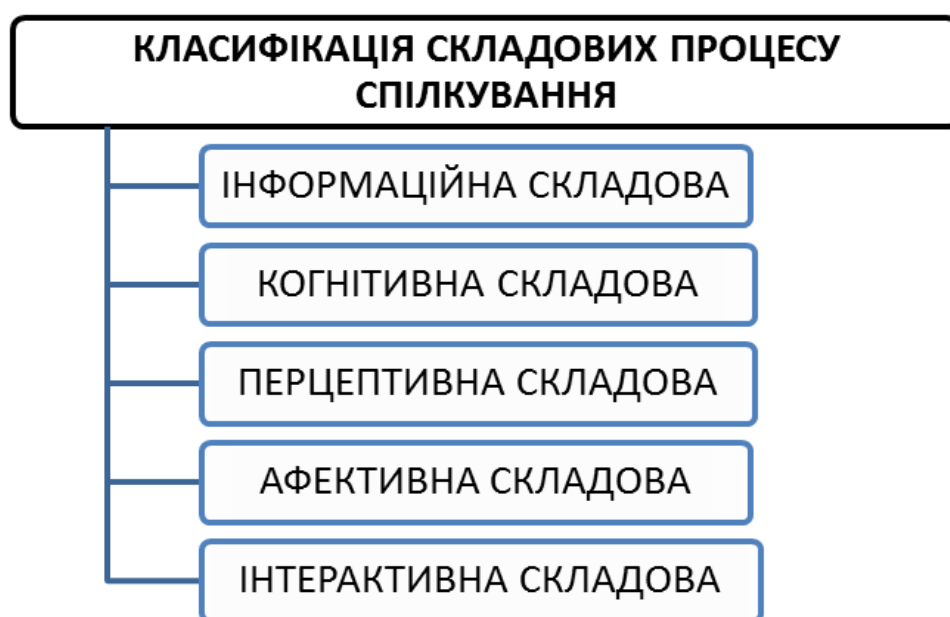 КЛАСИФІКАЦІЯ СКЛАДОВИХ ПРОЦЕСУ
СПІЛКУВАННЯ
ІНФОРМАЦІЙНА СКЛАДОВА
КОГНІТИВНА СКЛАДОВА
ПЕРЦЕПТИВНА СКЛАДОВА
АФЕКТИВНА СКЛАДОВА
ІНТЕРАКТИВНА СКЛАДОВА